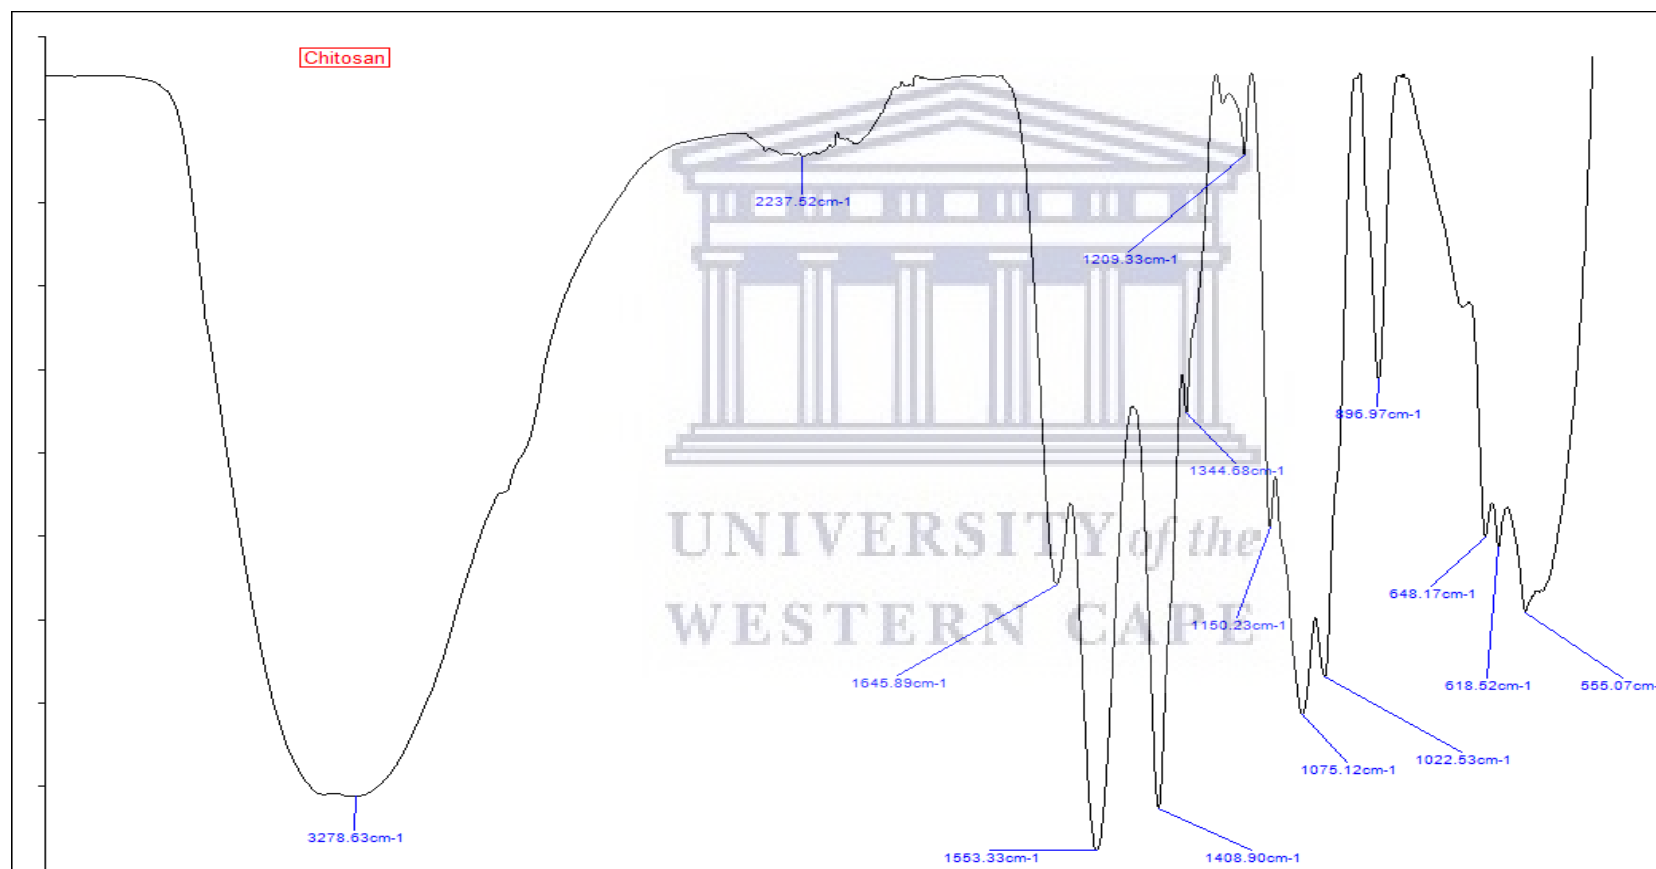 Chitosan
2237.52cm-1
1209.33cm-1
896.97cm-1
1344.68cm-1
UNIVERSITY of the
WESTERN CAPE
648.17cm-1
1150.23cm-1
1645.89cm-1
618.52cm-1
555.07cm-
1022.53cm-1
1075.12cm-1
3278.63cm-1
1553.33cm-1
1408.90cm-1